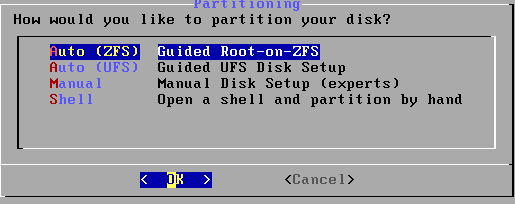 Partitioning
How would you like to partition your disk?
Auto (ZFS) Guided Root-on-ZFS
Auto (UFS) Guided UFS Disk Setup
Manual Manual Disk Setup (experts)
Shell Open a shell and partition by hand
< OK > <Cancel>